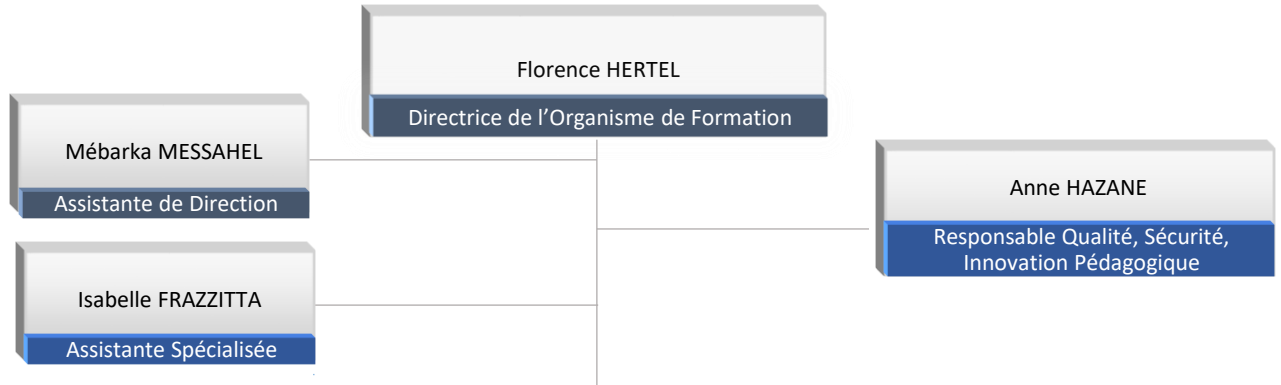 Florence HERTEL
Directrice de l’Organisme de Formation
Mébarka MESSAHEL
Assistante de Direction
Anne HAZANE
Responsable Qualité, Sécurité,
Innovation Pédagogique
Isabelle FRAZZITTA
Assistante Spécialisée